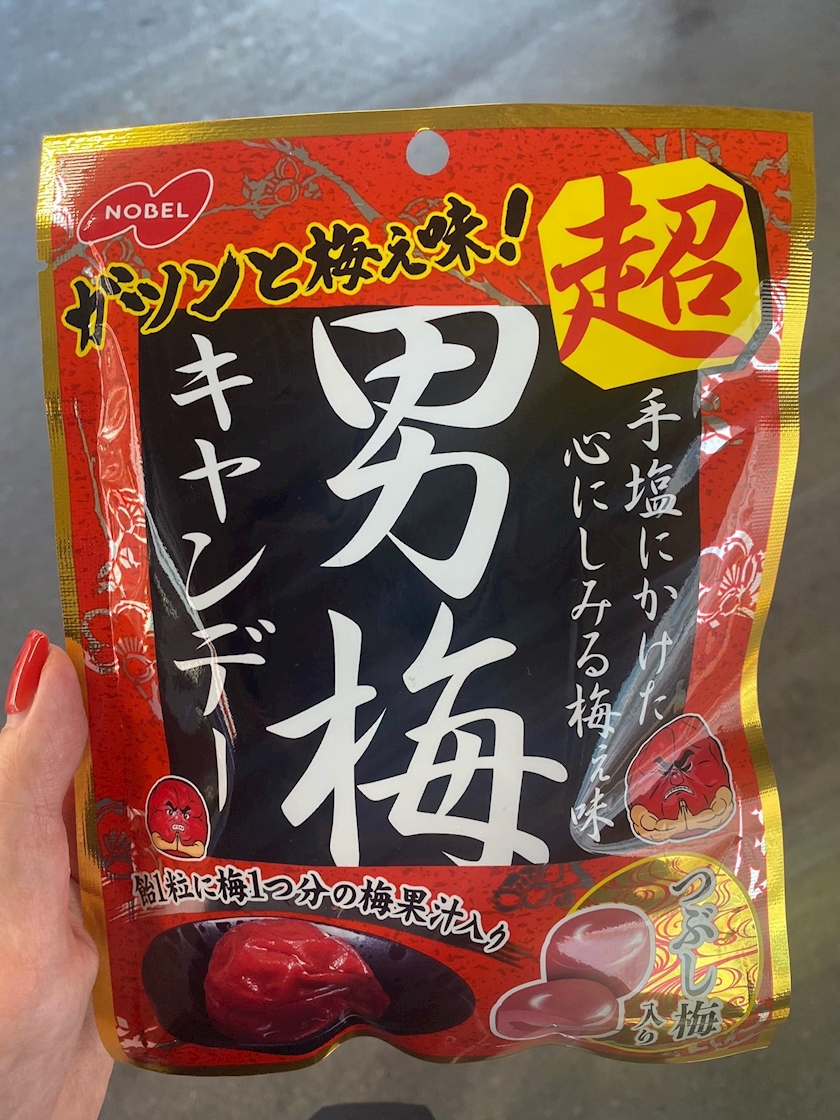 NOBEL
ガツンと梅ぇ味!
超
男梅
キャンデー
手塩にかけた
心にしみる梅ぇ味
飴1粒に梅1つ分の梅果汁入り
つぶし梅
入り